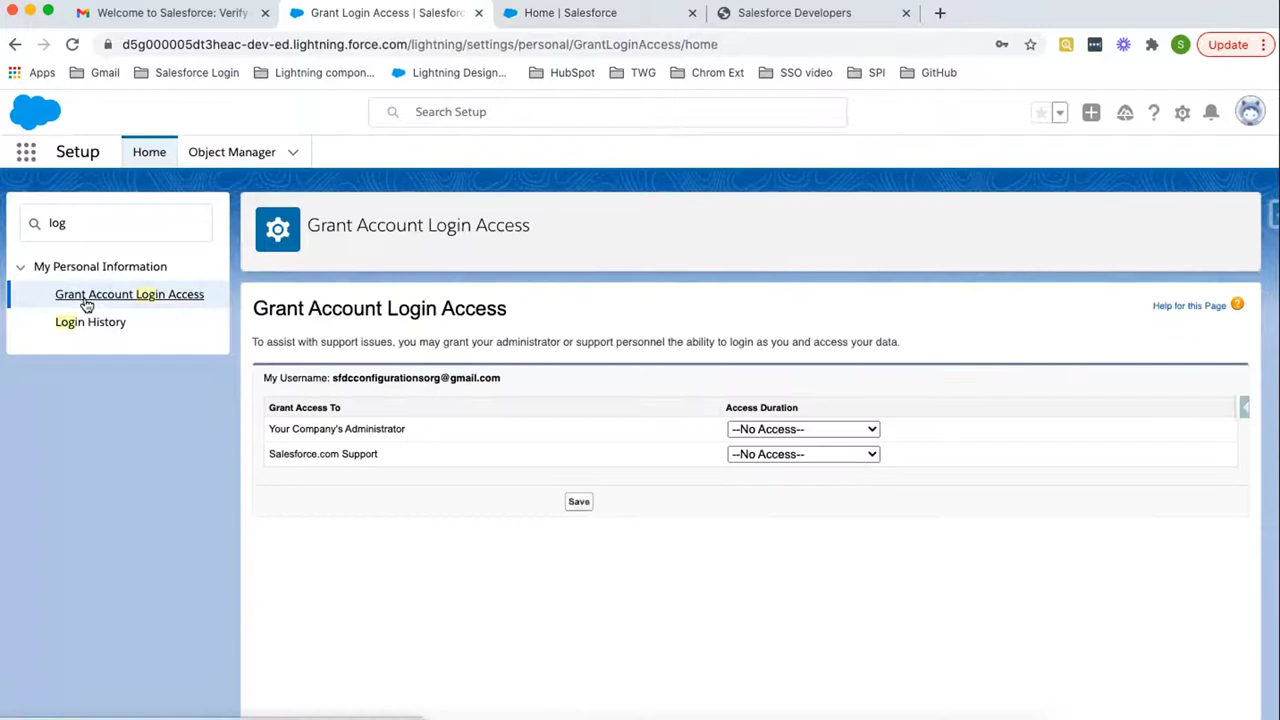 Welcome to Salesforce: Verify
Grant Login Access | Salesforc
Home | Salesforce
Salesforce Developers
d5g000005dt3heac-dev-ed.lightning.force.com/lightning/settings/personal/GrantLoginAccess/home
S
Update
Apps
Gmail
Salesforce Login
Lightning compon...
Lightning Design...
HubSpot
TWG
Chrom Ext
SSO video
SPI
GitHub
Search Setup
Setup
Home
Object Manager
log
My Personal Information
Grant Account Login Access
Login History
Grant Account Login Access
Grant Account Login Access
Help for this Page
To assist with support issues, you may grant your administrator or support personnel the ability to login as you and access your data.
My Username: sfdcconfigurationsorg@gmail.com
Grant Access To
Access Duration
Your Company's Administrator
--No Access--
Salesforce.com Support
--No Access--
Save